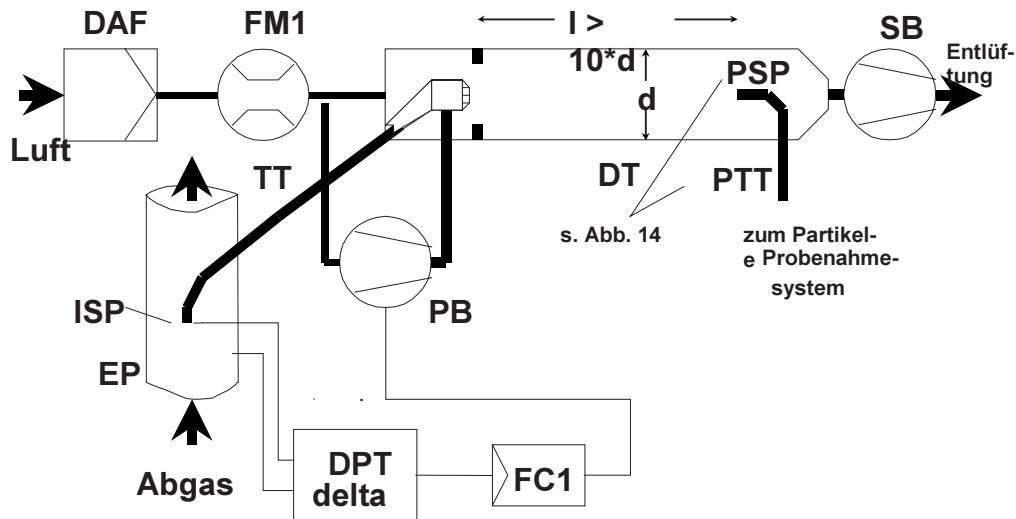 DAF
FM1
l >
10*d
SB
Entlüf-
tung
d
PSP
Luft
TT
DT
PTT
s. Abb. 14
zum Partikel-
e Probenahme-
system
ISP
PB
EP
DPT
delta
FC1
Abgas